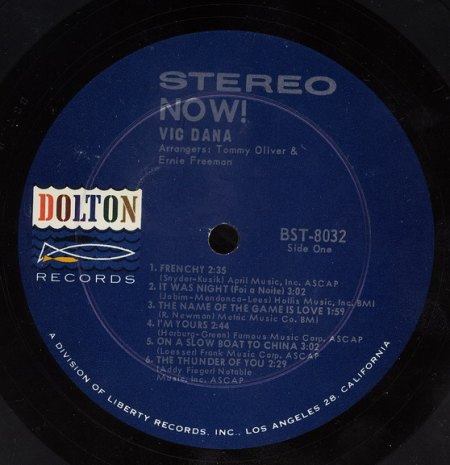 STEREO
NOW!
VIC DANA
Arrangers: Tommy Oliver &
Ernie Freeman
DOLTON
RECORDS
BST-8032
Side One
1. FRENCHY 2:35
(Snyder-Kusik) April Music, Inc. ASCAP
2. IT WAS NIGHT (Foi a Noite) 3:02
(Jobim-Mendonca-Lees) Hollis Music, Inc. BMI
3. THE NAME OF THE GAME IS LOVE 1:59
(R. Newman) Metric Music Co. BMI
4. I'M YOURS 2:44
(Harburg-Green) Famous Music Corp. ASCAP
5. ON A SLOW BOAT TO CHINA 3:02
(Loesser) Frank Music Corp. ASCAP
6. THE THUNDER OF YOU 2:29
(Addy Fieger) Notable
Music, Inc. ASCAP
A DIVISION OF LIBERTY RECORDS, INC., LOS ANGELES 28, CALIFORNIA